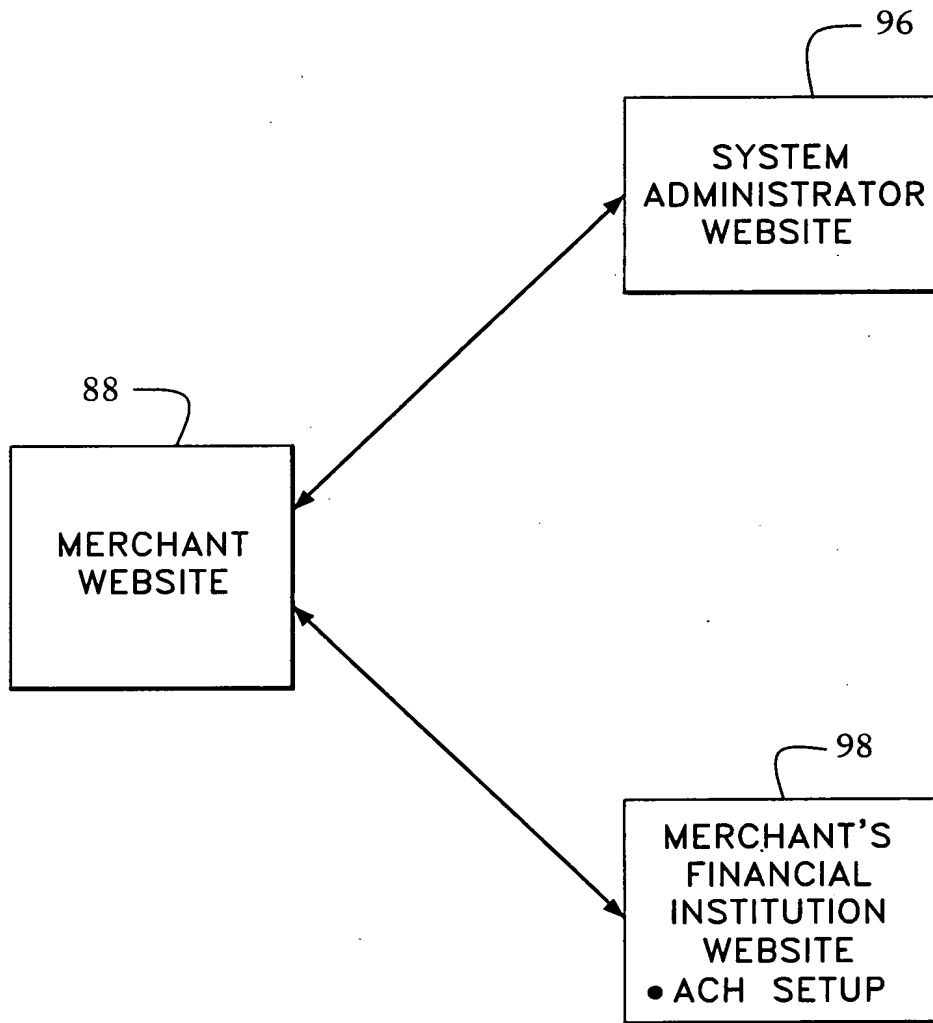 96
SYSTEM
ADMINISTRATOR
WEBSITE
88
MERCHANT
WEBSITE
98
MERCHANT'S
FINANCIAL
INSTITUTION
WEBSITE
• ACH SETUP